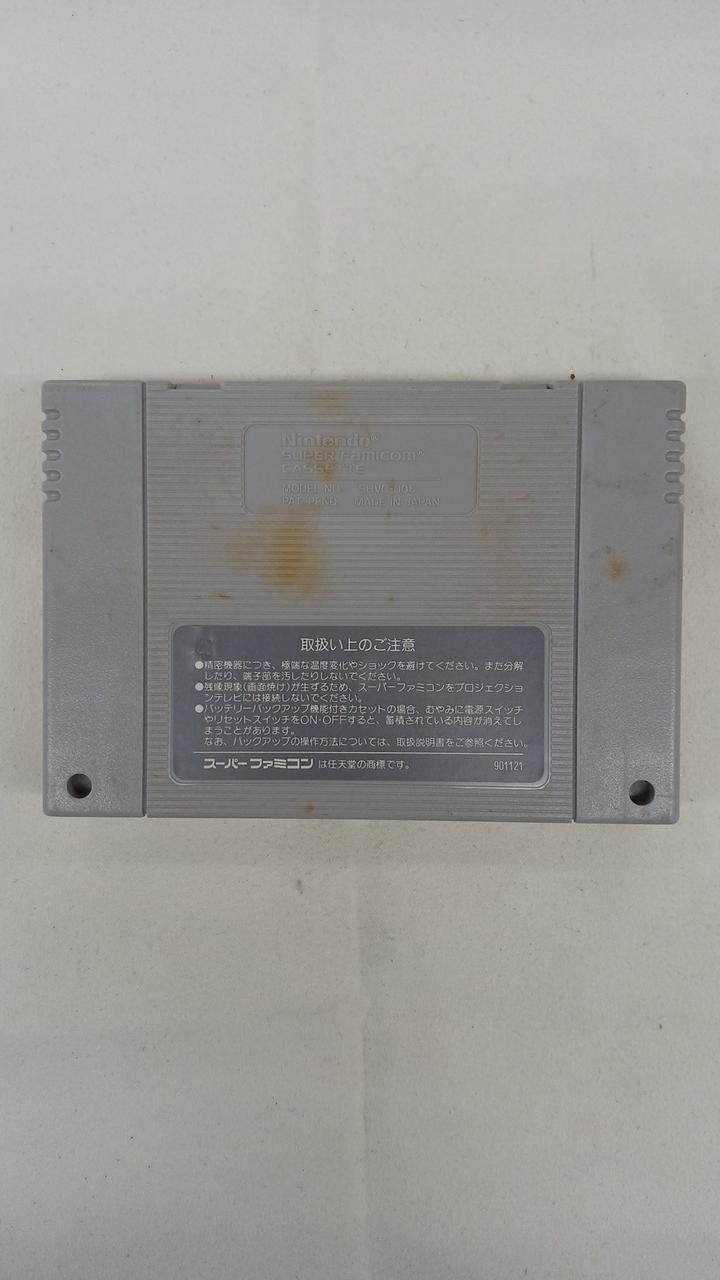 Nintendo®
SUPER Famicom®
CASSETTE
MODEL NO. SHVC-006
PAT. PEND. MADE IN JAPAN
取扱い上のご注意
●精密機器につき、極端な温度変化やショックを避けてください。また分解
したり、端子部を汚したりしないでください。
●残像現象(画面焼け)が生ずるため、スーパーファミコンをプロジェクショ
ンテレビには接続しないでください。
●バッテリーバックアップ機能付きカセットの場合、むやみに電源スイッチ
やリセットスイッチをON・OFFすると、蓄積されている内容が消えてし
まうことがあります。
なお、バックアップの操作方法については、取扱説明書をご参照ください。
スーパーファミコンは任天堂の商標です。 901121